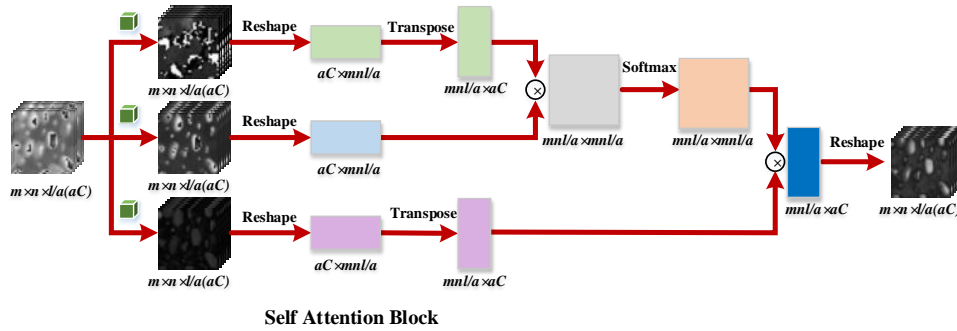 Reshape
Transpose
m×n×l/a(aC)
aC×mnl/a
mnl/a×aC
Softmax
Reshape
m×n×l/a(aC)
m×n×l/a(aC)
aC×mnl/a
mnl/a×mnl/a
mnl/a×mnl/a
Reshape
mnl/a×aC
m×n×l/a(aC)
Reshape
Transpose
m×n×l/a(aC)
aC×mnl/a
mnl/a×aC
Self Attention Block